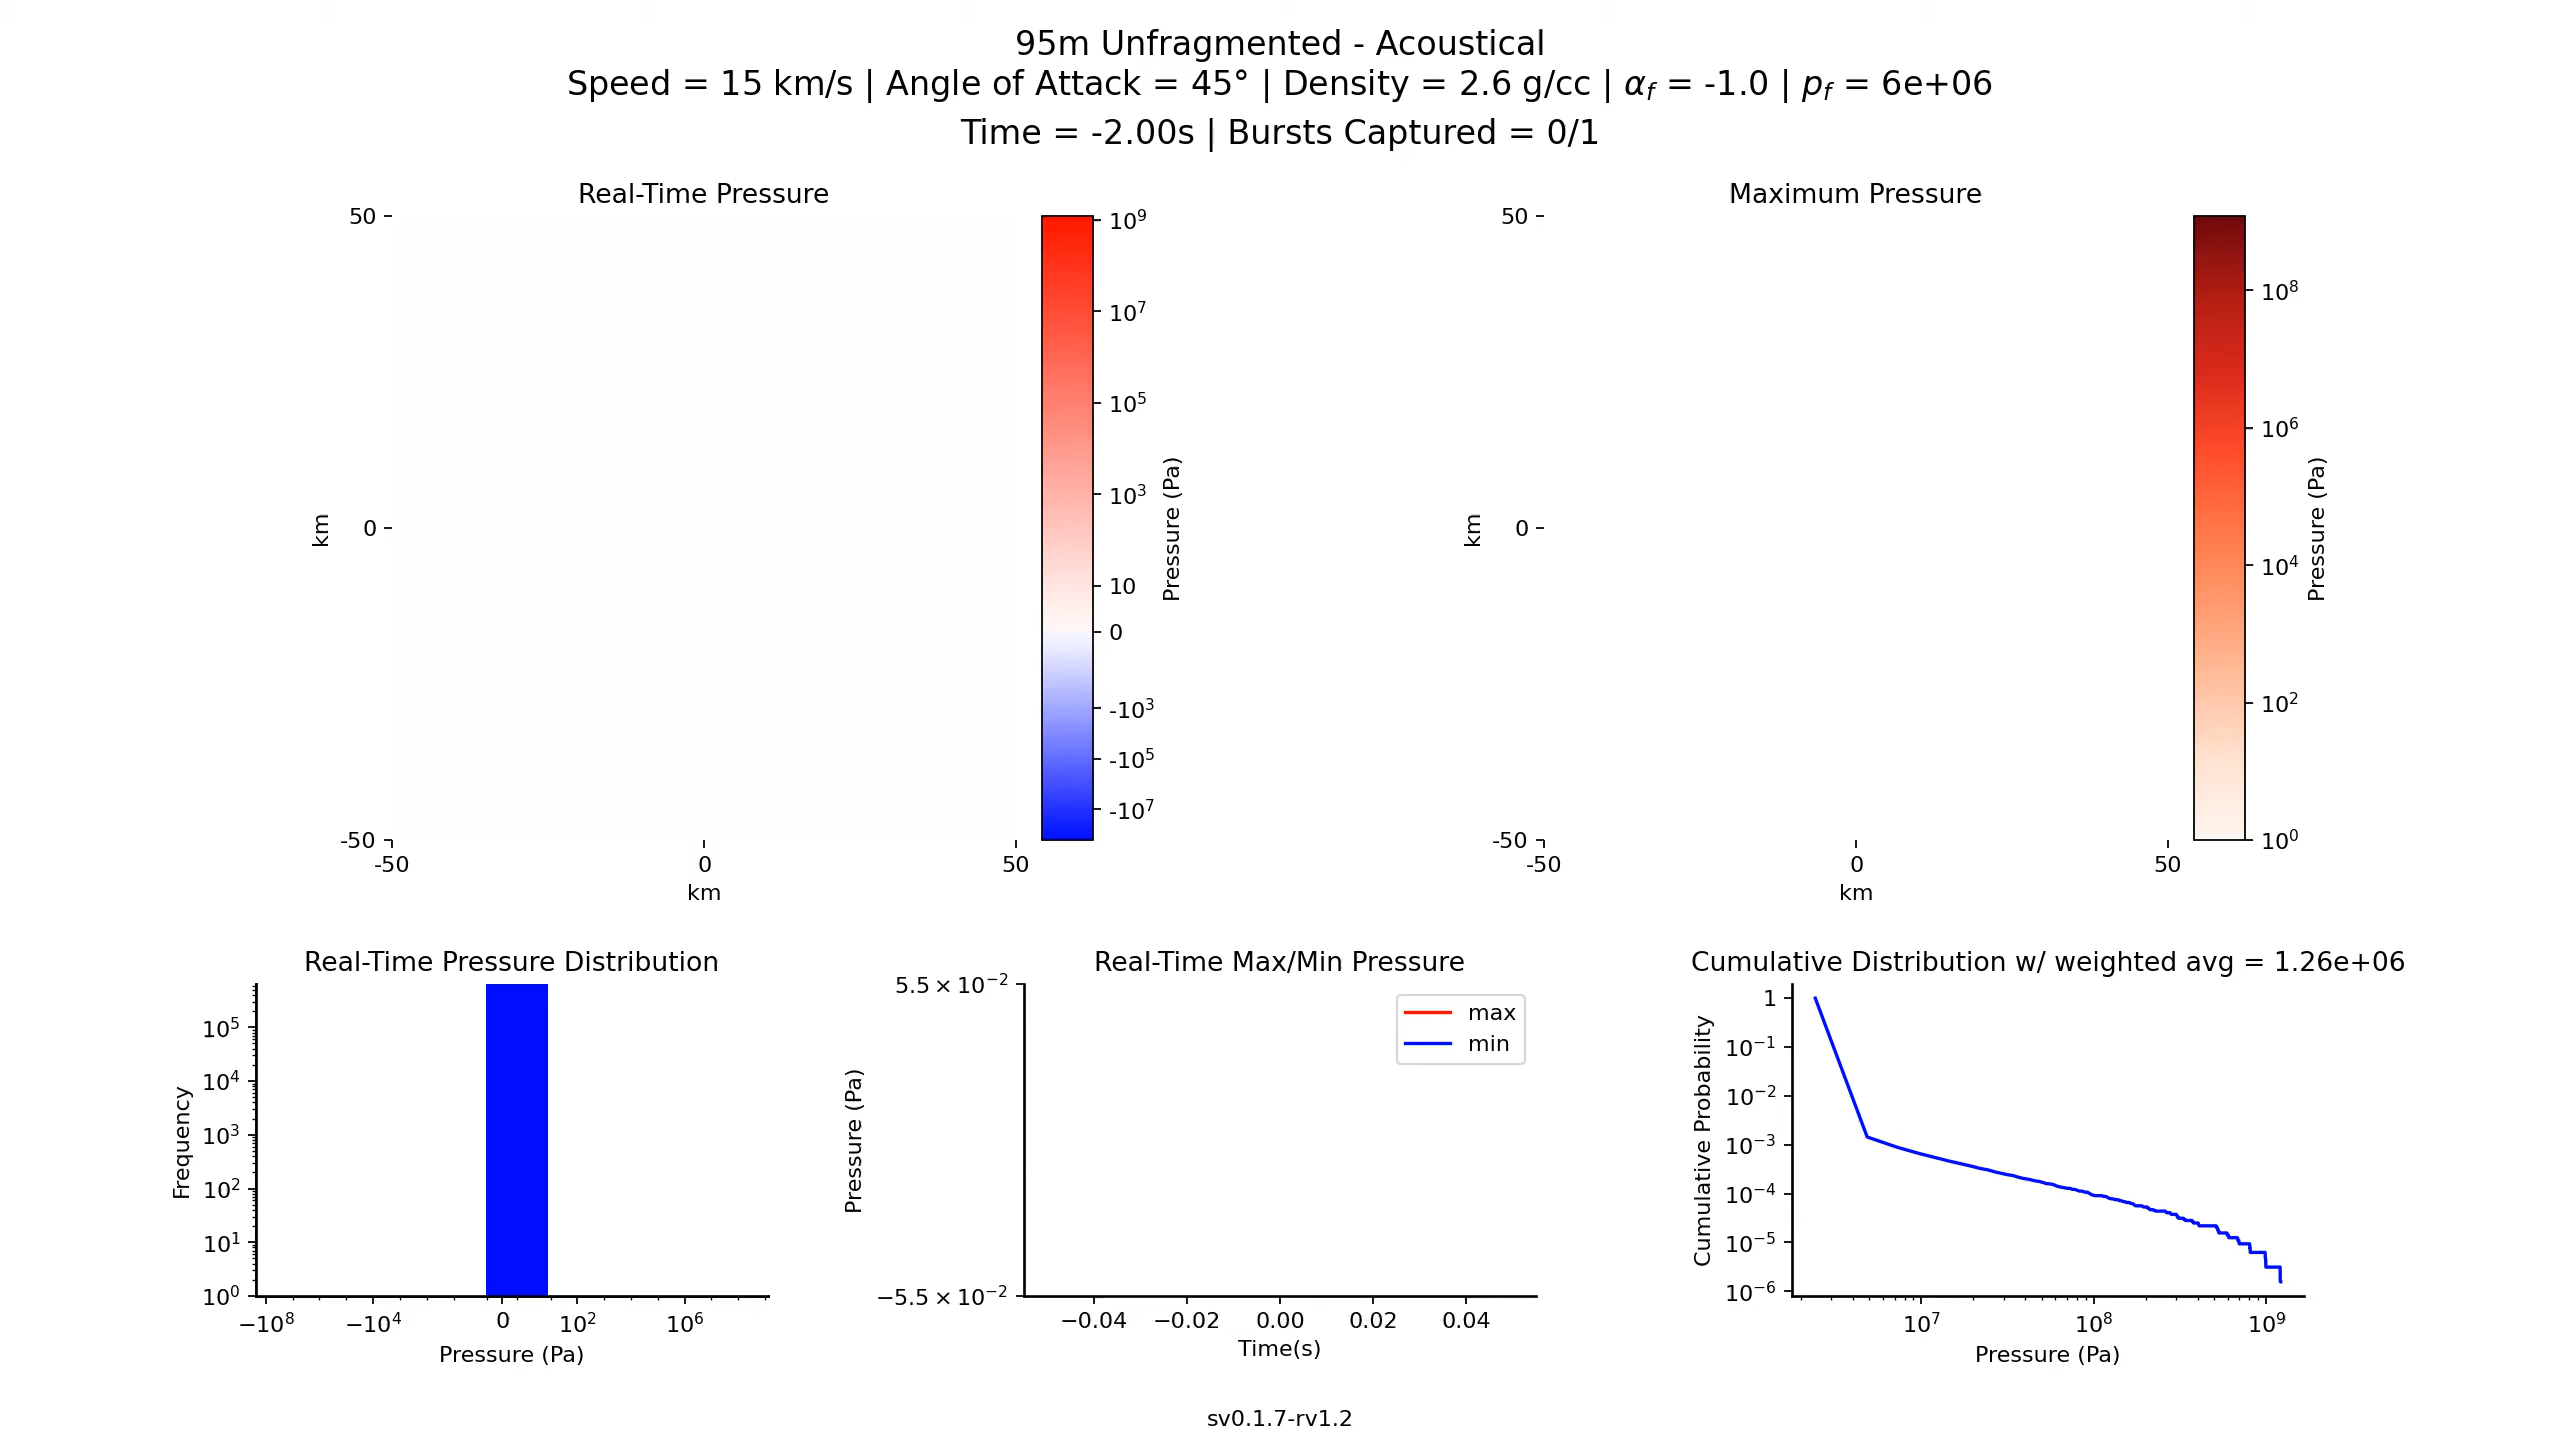 95m Unfragmented - Acoustical
Speed = 15 km/s | Angle of Attack = 45° | Density = 2.6 g/cc | α_f = -1.0 | p_f = 6e+06
Time = -2.00s | Bursts Captured = 0/1
Real-Time Pressure
50
0
-50
km
-50
0
50
km
10⁹
10⁷
10⁵
10³
10
0
-10³
-10⁵
-10⁷
Pressure (Pa)
Maximum Pressure
50
0
-50
km
-50
0
50
km
10⁸
10⁶
10⁴
10²
10⁰
Pressure (Pa)
Real-Time Pressure Distribution
10⁵
10⁴
10³
10²
10¹
10⁰
Frequency
−10⁸
−10⁴
0
10²
10⁶
Pressure (Pa)
Real-Time Max/Min Pressure
5.5 × 10⁻²
−5.5 × 10⁻²
Pressure (Pa)
max
min
−0.04
−0.02
0.00
0.02
0.04
Time(s)
Cumulative Distribution w/ weighted avg = 1.26e+06
1
10⁻¹
10⁻²
10⁻³
10⁻⁴
10⁻⁵
10⁻⁶
Cumulative Probability
10⁷
10⁸
10⁹
Pressure (Pa)
sv0.1.7-rv1.2